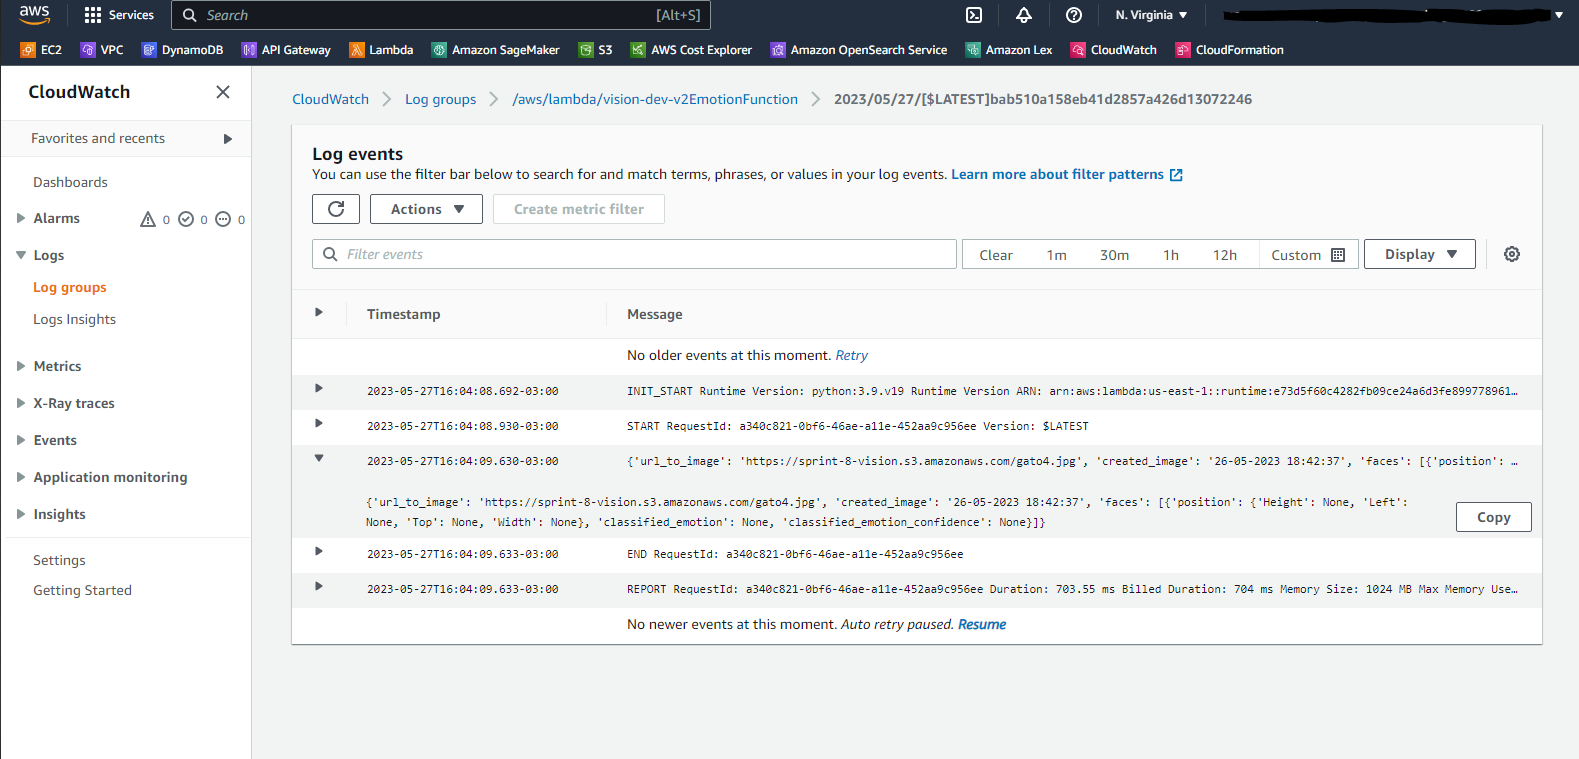 aws
Services
Search [Alt+S]
N. Virginia
EC2 VPC DynamoDB API Gateway Lambda Amazon SageMaker S3 AWS Cost Explorer Amazon OpenSearch Service Amazon Lex CloudWatch CloudFormation
CloudWatch
Favorites and recents
Dashboards
Alarms 0 0 0
Logs
Log groups
Logs Insights
Metrics
X-Ray traces
Events
Application monitoring
Insights
Settings
Getting Started
CloudWatch Log groups /aws/lambda/vision-dev-v2EmotionFunction 2023/05/27/[$LATEST]bab510a158eb41d2857a426d13072246
Log events
You can use the filter bar below to search for and match terms, phrases, or values in your log events. Learn more about filter patterns
Actions Create metric filter
Filter events Clear 1m 30m 1h 12h Custom Display
Timestamp Message
No older events at this moment. Retry
2023-05-27T16:04:08.692-03:00 INIT_START Runtime Version: python:3.9.v19 Runtime Version ARN: arn:aws:lambda:us-east-1::runtime:e73d5f60c4282fb09ce24a6d3fe899778961…
2023-05-27T16:04:08.930-03:00 START RequestId: a340c821-0bf6-46ae-a11e-452aa9c956ee Version: $LATEST
2023-05-27T16:04:09.630-03:00 {'url_to_image': 'https://sprint-8-vision.s3.amazonaws.com/gato4.jpg', 'created_image': '26-05-2023 18:42:37', 'faces': [{'position': …
{'url_to_image': 'https://sprint-8-vision.s3.amazonaws.com/gato4.jpg', 'created_image': '26-05-2023 18:42:37', 'faces': [{'position': {'Height': None, 'Left':
None, 'Top': None, 'Width': None}, 'classified_emotion': None, 'classified_emotion_confidence': None}]}
Copy
2023-05-27T16:04:09.633-03:00 END RequestId: a340c821-0bf6-46ae-a11e-452aa9c956ee
2023-05-27T16:04:09.633-03:00 REPORT RequestId: a340c821-0bf6-46ae-a11e-452aa9c956ee Duration: 703.55 ms Billed Duration: 704 ms Memory Size: 1024 MB Max Memory Use…
No newer events at this moment. Auto retry paused. Resume